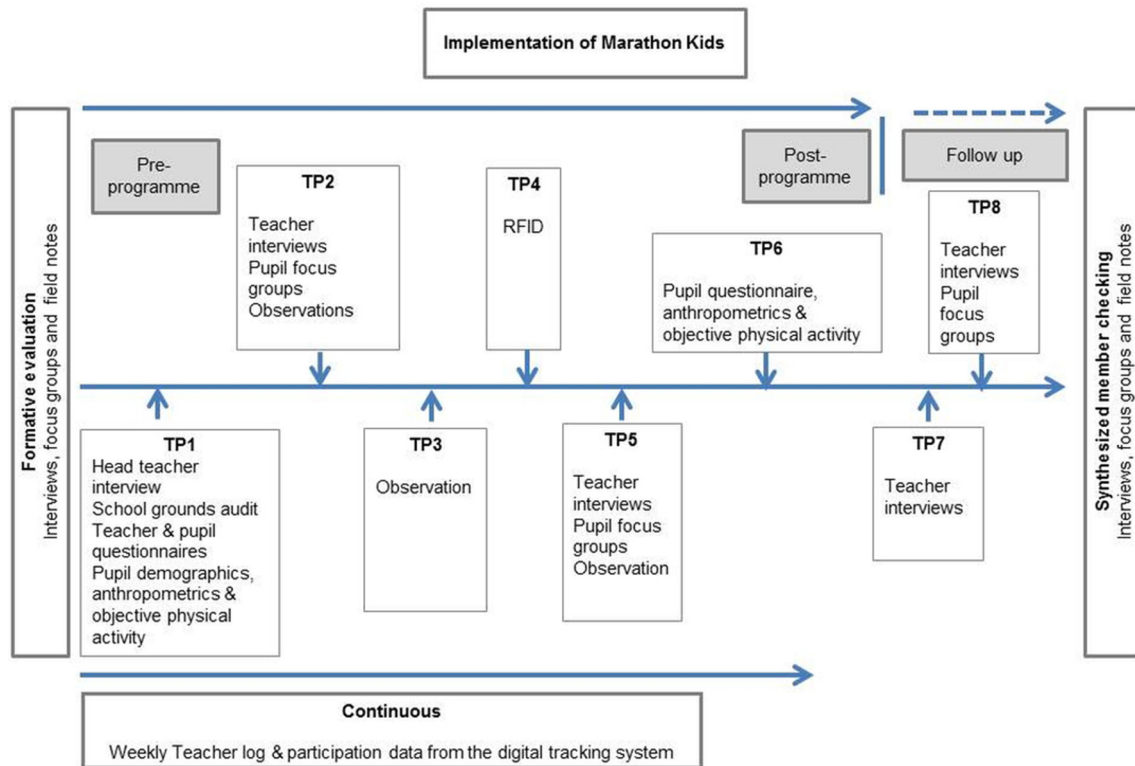 Implementation of Marathon Kids
Formative evaluation
Interviews, focus groups and field notes
Pre-
programme
TP2
Teacher
interviews
Pupil focus
groups
Observations
TP4
RFID
Post-
programme
TP6
Pupil questionnaire,
anthropometrics &
objective physical activity
Follow up
TP8
Teacher
interviews
Pupil
focus
groups
TP1
Head teacher
interview
School grounds audit
Teacher & pupil
questionnaires
Pupil demographics,
anthropometrics &
objective physical
activity
TP3
Observation
TP5
Teacher
interviews
Pupil focus
groups
Observation
TP7
Teacher
interviews
Synthesized member checking
Interviews, focus groups and field notes
Continuous
Weekly Teacher log & participation data from the digital tracking system